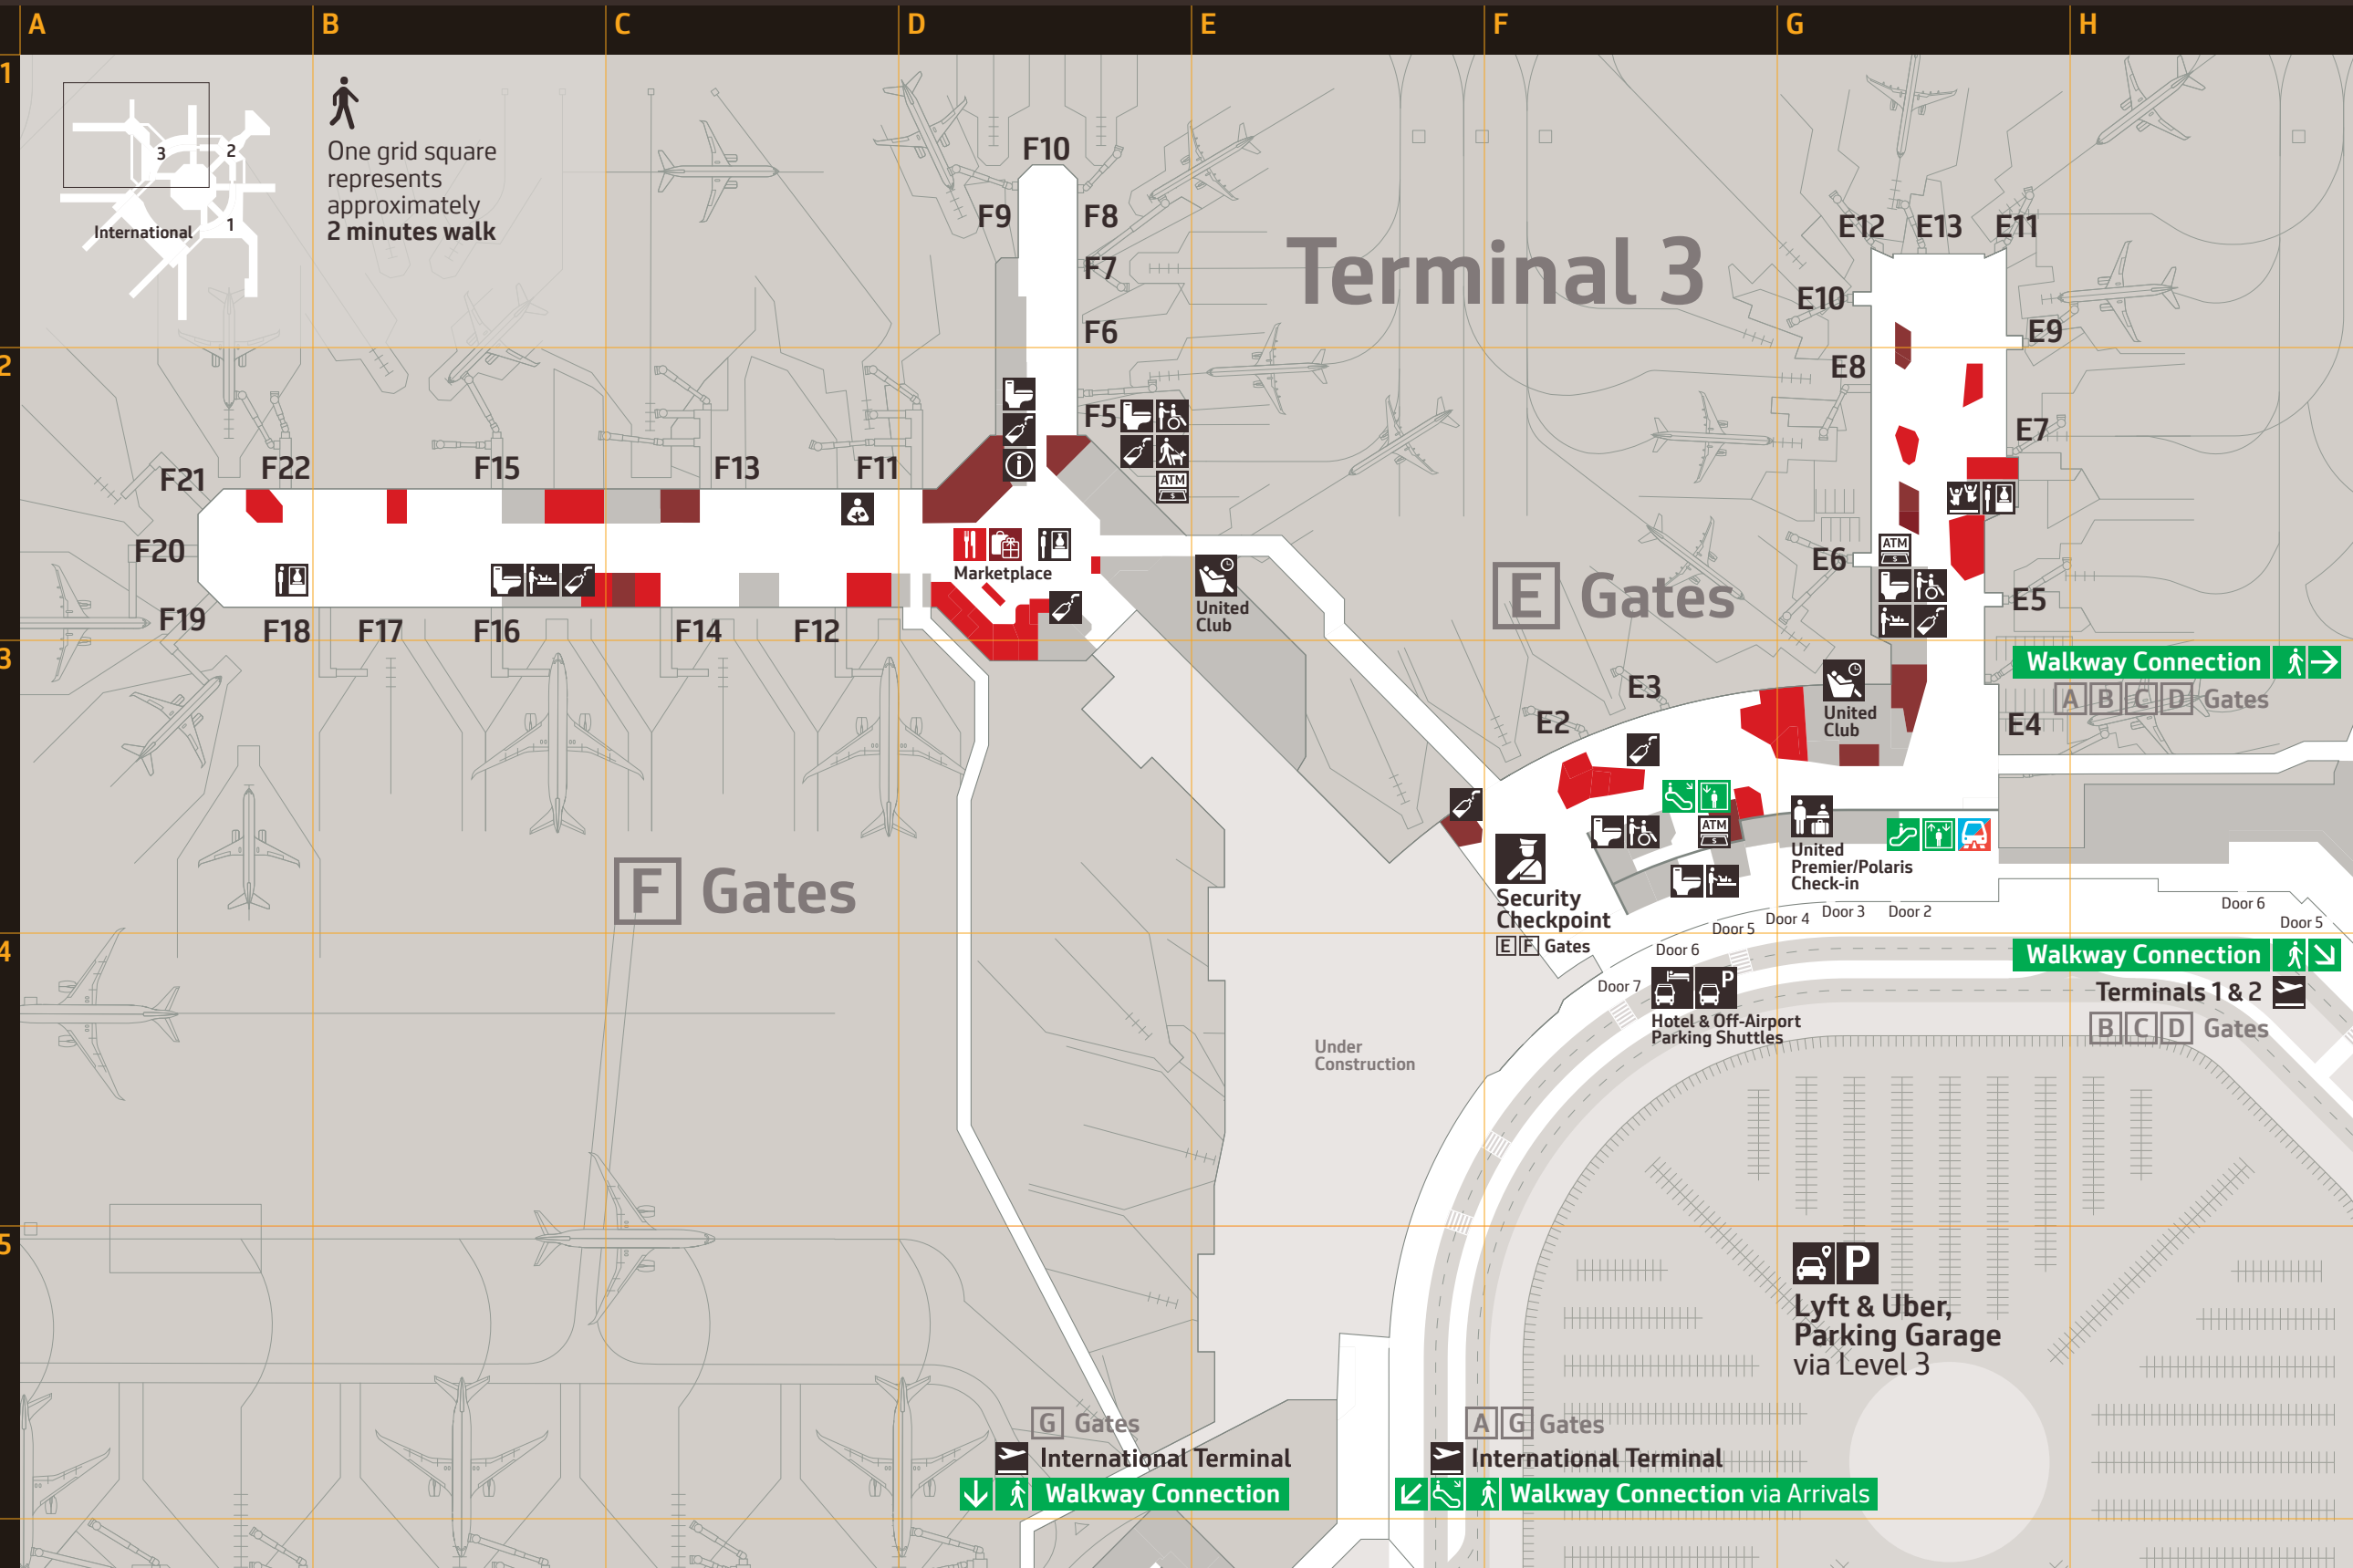 A B C D E F G H
1
One grid square
represents
approximately
2 minutes walk
3
2
1
International
F10
F9
F8
F7
F6
Terminal 3
E12
E13
E11
E10
E9
2
E8
F5
E7
ATM
$
F21
F22
F15
F13
F11
F20
Marketplace
United
Club
E Gates
E6
ATM
$
E5
F19
F18
F17
F16
F14
F12
3
Walkway Connection
A B C D Gates
E3
E2
United
Club
E4
ATM
$
United
Premier/Polaris
Check-in
F Gates
Security
Checkpoint
E F Gates
Door 7
Door 6
Door 5
Door 4
Door 3
Door 2
Door 6
Door 5
4
Walkway Connection
Terminals 1 & 2
B C D Gates
P
Hotel & Off-Airport
Parking Shuttles
Under
Construction
5
P
Lyft & Uber,
Parking Garage
via Level 3
G Gates
International Terminal
Walkway Connection
A G Gates
International Terminal
Walkway Connection via Arrivals